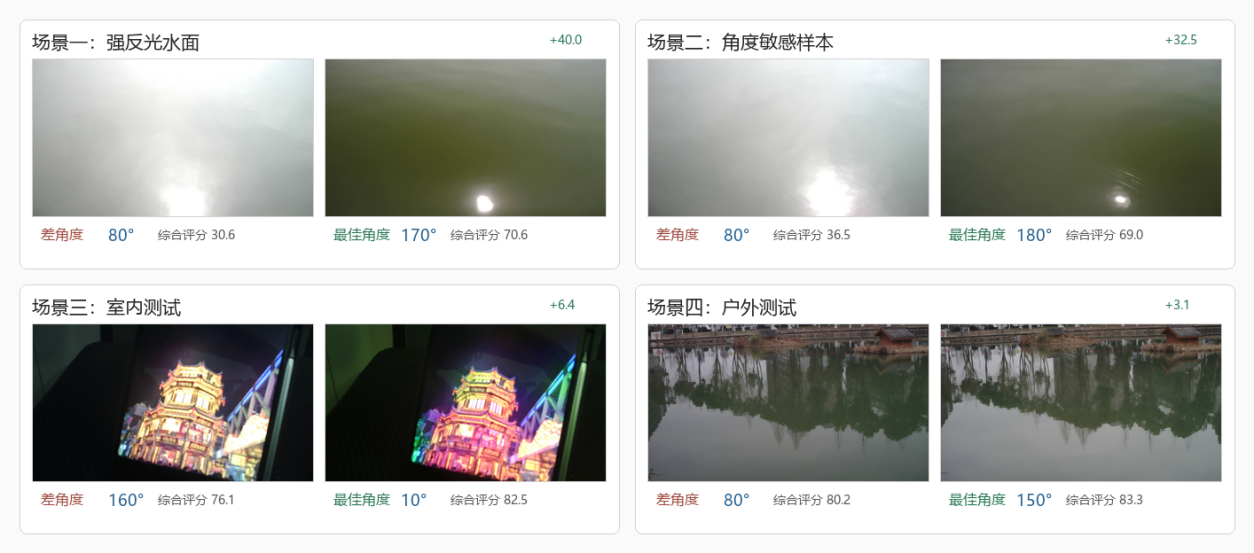 场景一：强反光水面 +40.0
差角度 80° 综合评分 30.6 最佳角度 170° 综合评分 70.6
场景二：角度敏感样本 +32.5
差角度 80° 综合评分 36.5 最佳角度 180° 综合评分 69.0
场景三：室内测试 +6.4
差角度 160° 综合评分 76.1 最佳角度 10° 综合评分 82.5
场景四：户外测试 +3.1
差角度 80° 综合评分 80.2 最佳角度 150° 综合评分 83.3